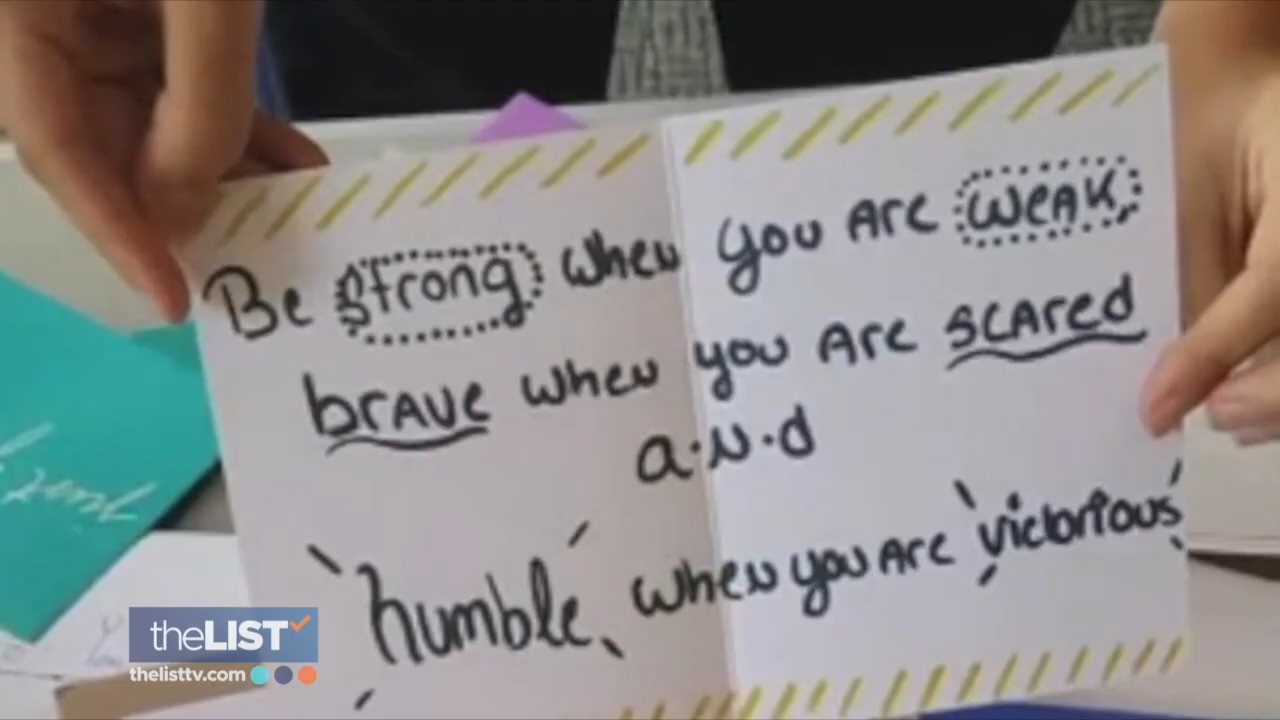 Be strong when you are weak,
brave when you are scared
a.n.d
humble, when you are victorious
theLIST
thelisttv.com